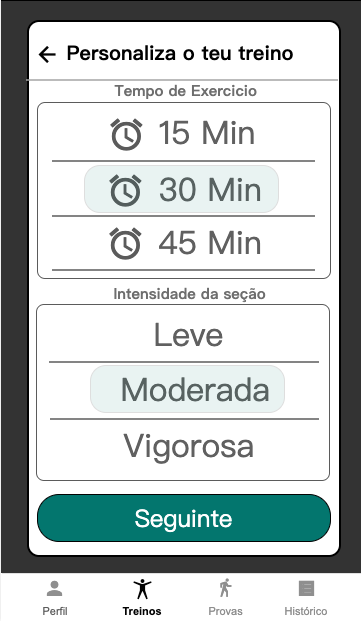 Personaliza o teu treino
Tempo de Exercicio
15 Min
30 Min
45 Min
Intensidade da seção
Leve
Moderada
Vigorosa
Seguinte
Perfil
Treinos
Provas
Histórico